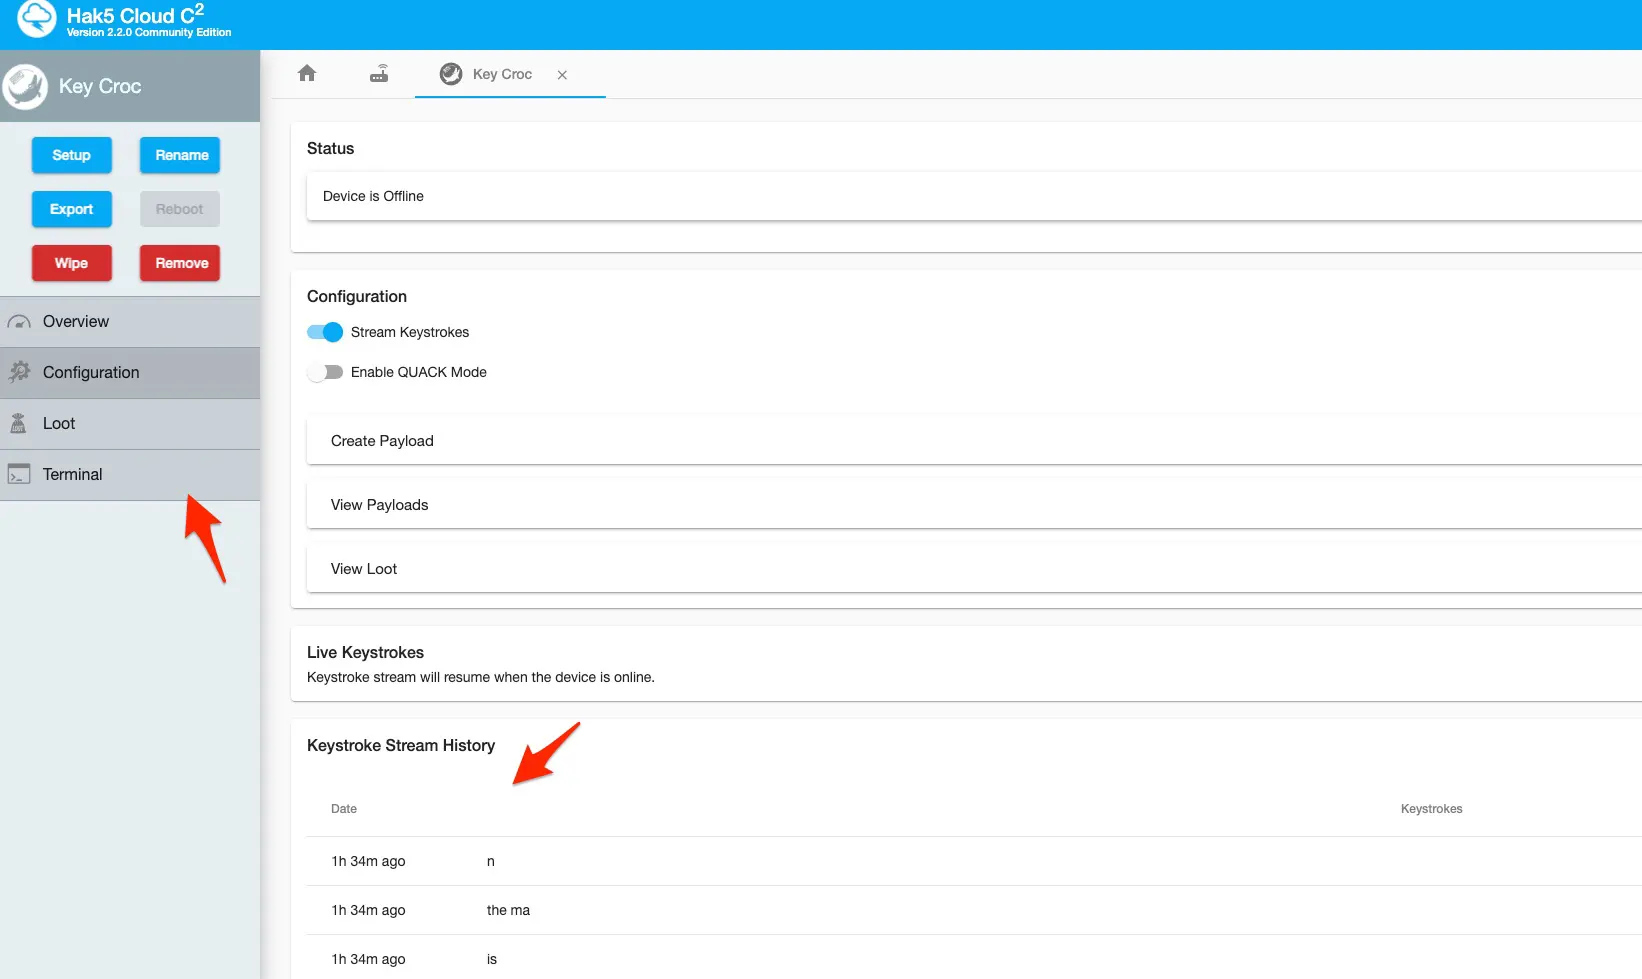 Hak5 Cloud C2
Version 2.2.0 Community Edition
Key Croc
Key Croc
Setup
Rename
Export
Reboot
Wipe
Remove
Overview
Configuration
Loot
Terminal
Status
Device is Offline
Configuration
Stream Keystrokes
Enable QUACK Mode
Create Payload
View Payloads
View Loot
Live Keystrokes
Keystroke stream will resume when the device is online.
Keystroke Stream History
Date Keystrokes
1h 34m ago n
1h 34m ago the ma
1h 34m ago is